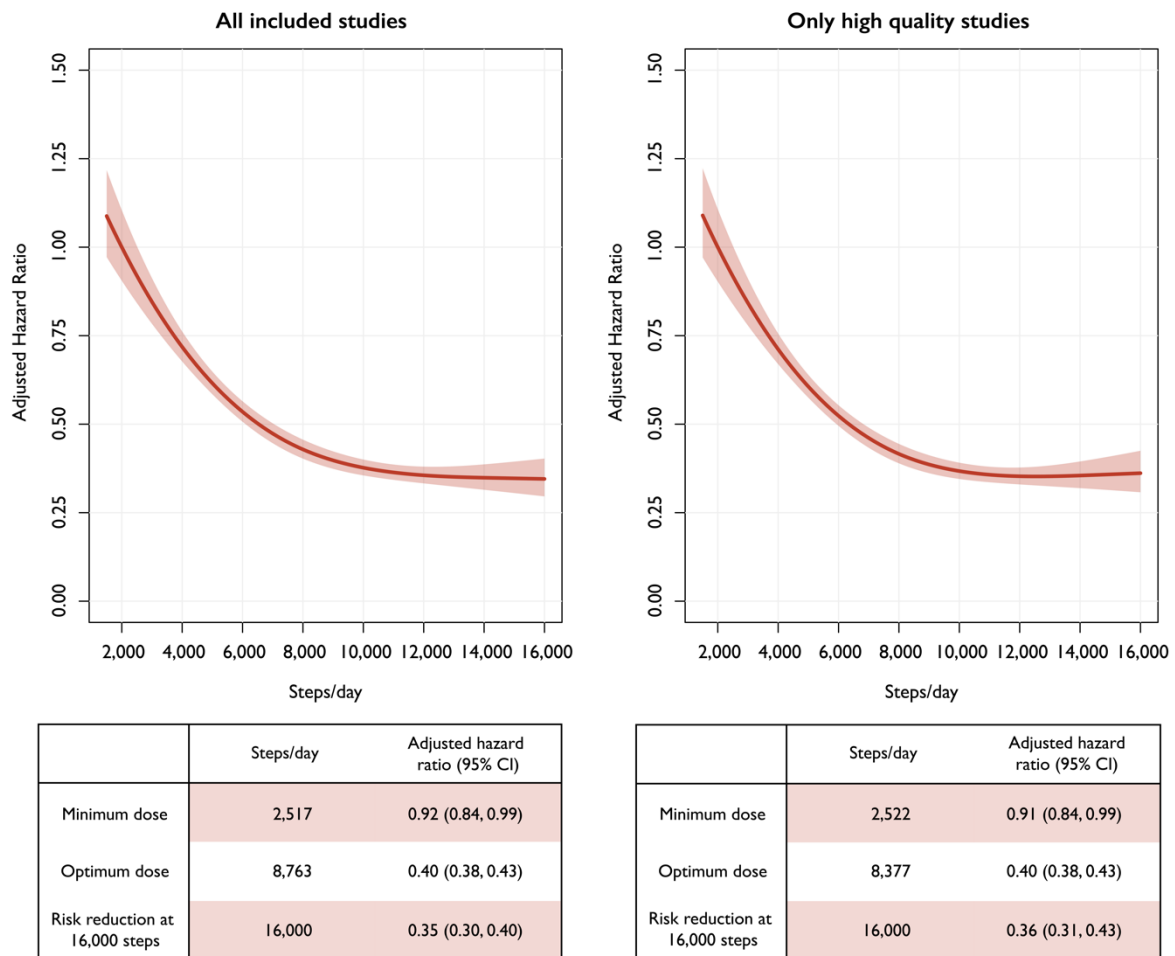 All included studies
1.50
1.25
1.00
0.75
0.50
0.25
0.00
Adjusted Hazard Ratio
2,000 4,000 6,000 8,000 10,000 12,000 14,000 16,000
Steps/day
Steps/day Adjusted hazard
ratio (95% CI)
Minimum dose 2,517 0.92 (0.84, 0.99)
Optimum dose 8,763 0.40 (0.38, 0.43)
Risk reduction at
16,000 steps 16,000 0.35 (0.30, 0.40)
Only high quality studies
1.50
1.25
1.00
0.75
0.50
0.25
0.00
Adjusted Hazard Ratio
2,000 4,000 6,000 8,000 10,000 12,000 14,000 16,000
Steps/day
Steps/day Adjusted hazard
ratio (95% CI)
Minimum dose 2,522 0.91 (0.84, 0.99)
Optimum dose 8,377 0.40 (0.38, 0.43)
Risk reduction at
16,000 steps 16,000 0.36 (0.31, 0.43)